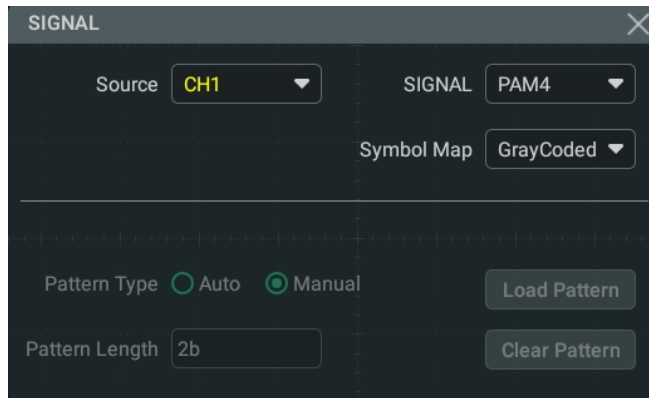 SIGNAL
Source CH1 SIGNAL PAM4
Symbol Map GrayCoded
Pattern Type Auto Manual Load Pattern
Pattern Length 2b Clear Pattern